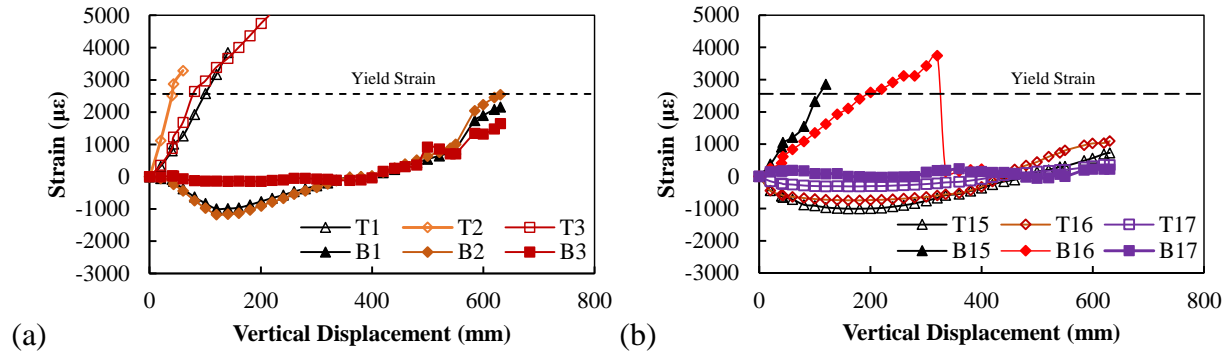 5000
4000
3000
2000
1000
0
-1000
-2000
-3000
Strain (με)
Yield Strain
T1 T2 T3
B1 B2 B3
0 200 400 600 800
Vertical Displacement (mm)
(a)
5000
4000
3000
2000
1000
0
-1000
-2000
-3000
Strain (με)
Yield Strain
T15 T16 T17
B15 B16 B17
0 200 400 600 800
Vertical Displacement (mm)
(b)